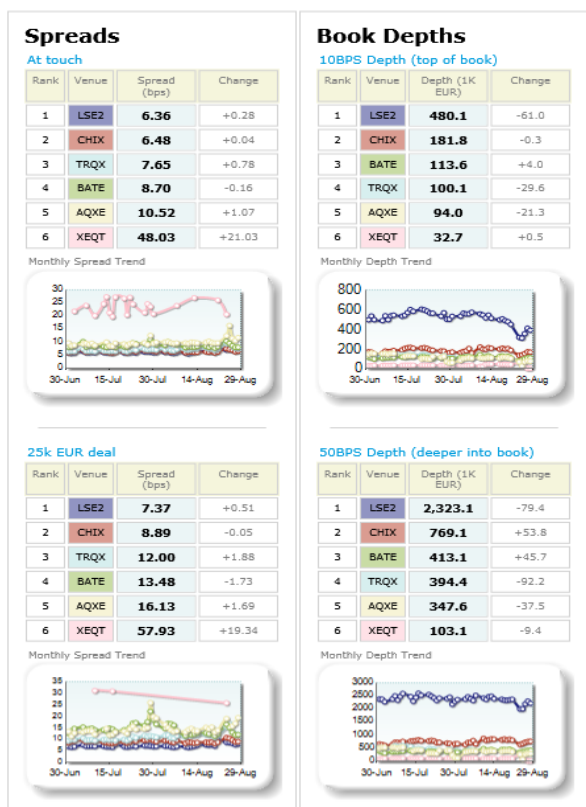 Spreads
At touch
Rank Venue Spread (bps) Change
1 LSE2 6.36 +0.28
2 CHIX 6.48 +0.04
3 TRQX 7.65 +0.78
4 BATE 8.70 -0.16
5 AQXE 10.52 +1.07
6 XEQT 48.03 +21.03
Monthly Spread Trend
30
25
20
15
10
5
0
30-Jun 15-Jul 30-Jul 14-Aug 29-Aug
25k EUR deal
Rank Venue Spread (bps) Change
1 LSE2 7.37 +0.51
2 CHIX 8.89 -0.05
3 TRQX 12.00 +1.88
4 BATE 13.48 -1.73
5 AQXE 16.13 +1.69
6 XEQT 57.93 +19.34
Monthly Spread Trend
35
30
25
20
15
10
5
0
30-Jun 15-Jul 30-Jul 14-Aug 29-Aug
Book Depths
10BPS Depth (top of book)
Rank Venue Depth (1K EUR) Change
1 LSE2 480.1 -61.0
2 CHIX 181.8 -0.3
3 BATE 113.6 +4.0
4 TRQX 100.1 -29.6
5 AQXE 94.0 -21.3
6 XEQT 32.7 +0.5
Monthly Depth Trend
800
600
400
200
0
30-Jun 15-Jul 30-Jul 14-Aug 29-Aug
50BPS Depth (deeper into book)
Rank Venue Depth (1K EUR) Change
1 LSE2 2,323.1 -79.4
2 CHIX 769.1 +53.8
3 BATE 413.1 +45.7
4 TRQX 394.4 -92.2
5 AQXE 347.6 -37.5
6 XEQT 103.1 -9.4
Monthly Depth Trend
3000
2500
2000
1500
1000
500
0
30-Jun 15-Jul 30-Jul 14-Aug 29-Aug